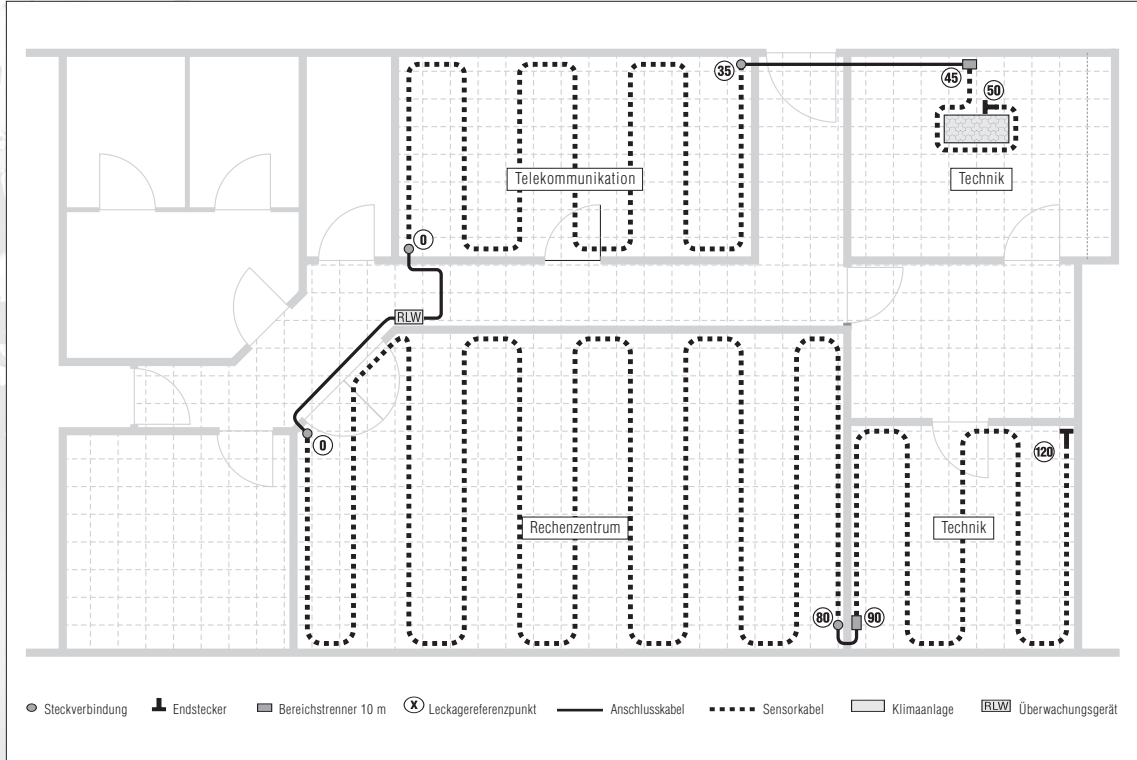 35
45
50
Telekommunikation
Technik
0
RLW
0
120
Rechenzentrum
Technik
80
90
Steckverbindung
Endstecker
Bereichstrenner 10 m
X Leckagereferenzpunkt
Anschlusskabel
Sensorkabel
Klimaanlage
RLW Überwachungsgerät